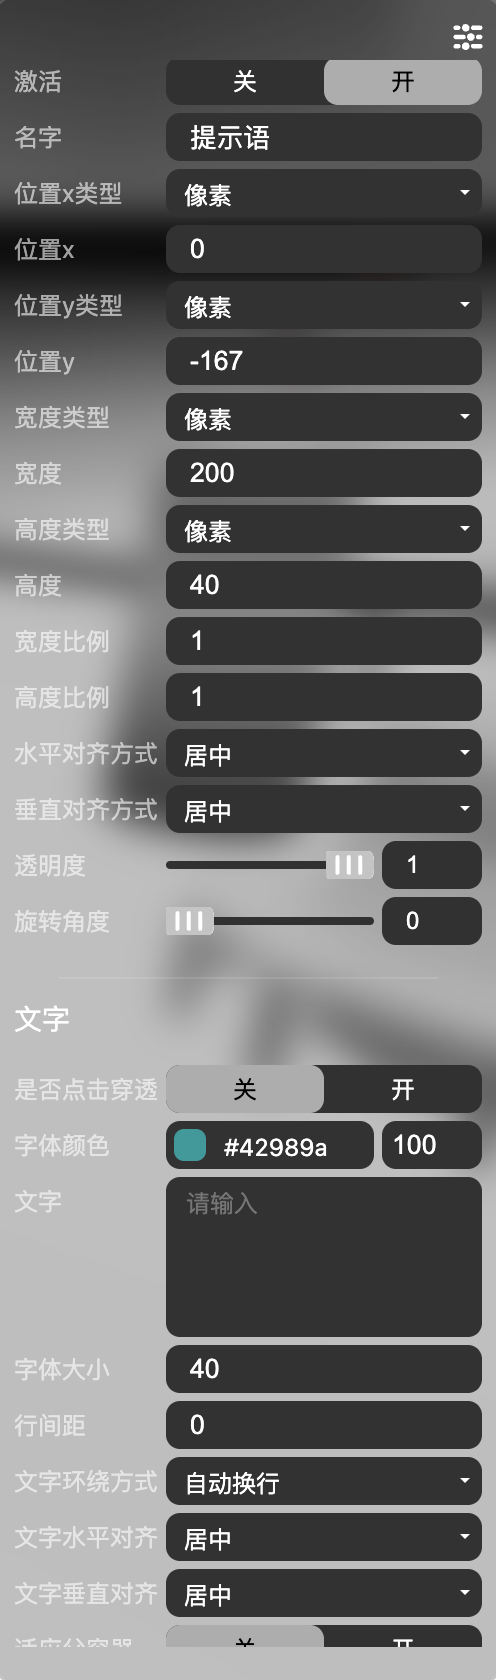 激活 关 开
名字 提示语
位置x类型 像素
位置x 0
位置y类型 像素
位置y -167
宽度类型 像素
宽度 200
高度类型 像素
高度 40
宽度比例 1
高度比例 1
水平对齐方式 居中
垂直对齐方式 居中
透明度 1
旋转角度 0
文字
是否点击穿透 关 开
字体颜色 #42989a 100
文字 请输入
字体大小 40
行间距 0
文字环绕方式 自动换行
文字水平对齐 居中
文字垂直对齐 居中
适应父容器 关 开